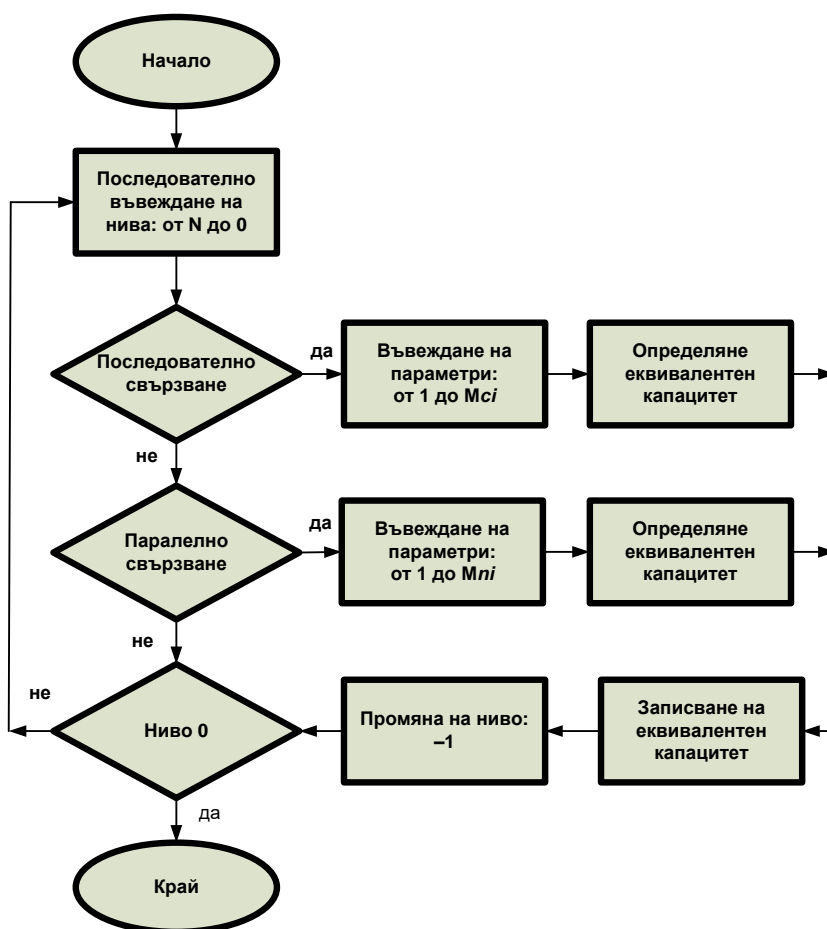 Начало
Последователно
въвеждане на
нива: от N до 0
Последователно
свързване
да
Въвеждане на
параметри:
от 1 до Mci
Определяне
еквивалентен
капацитет
не
Паралелно
свързване
да
Въвеждане на
параметри:
от 1 до Mni
Определяне
еквивалентен
капацитет
не
не
Ниво 0
Промяна на ниво:
–1
Записване на
еквивалентен
капацитет
да
Край